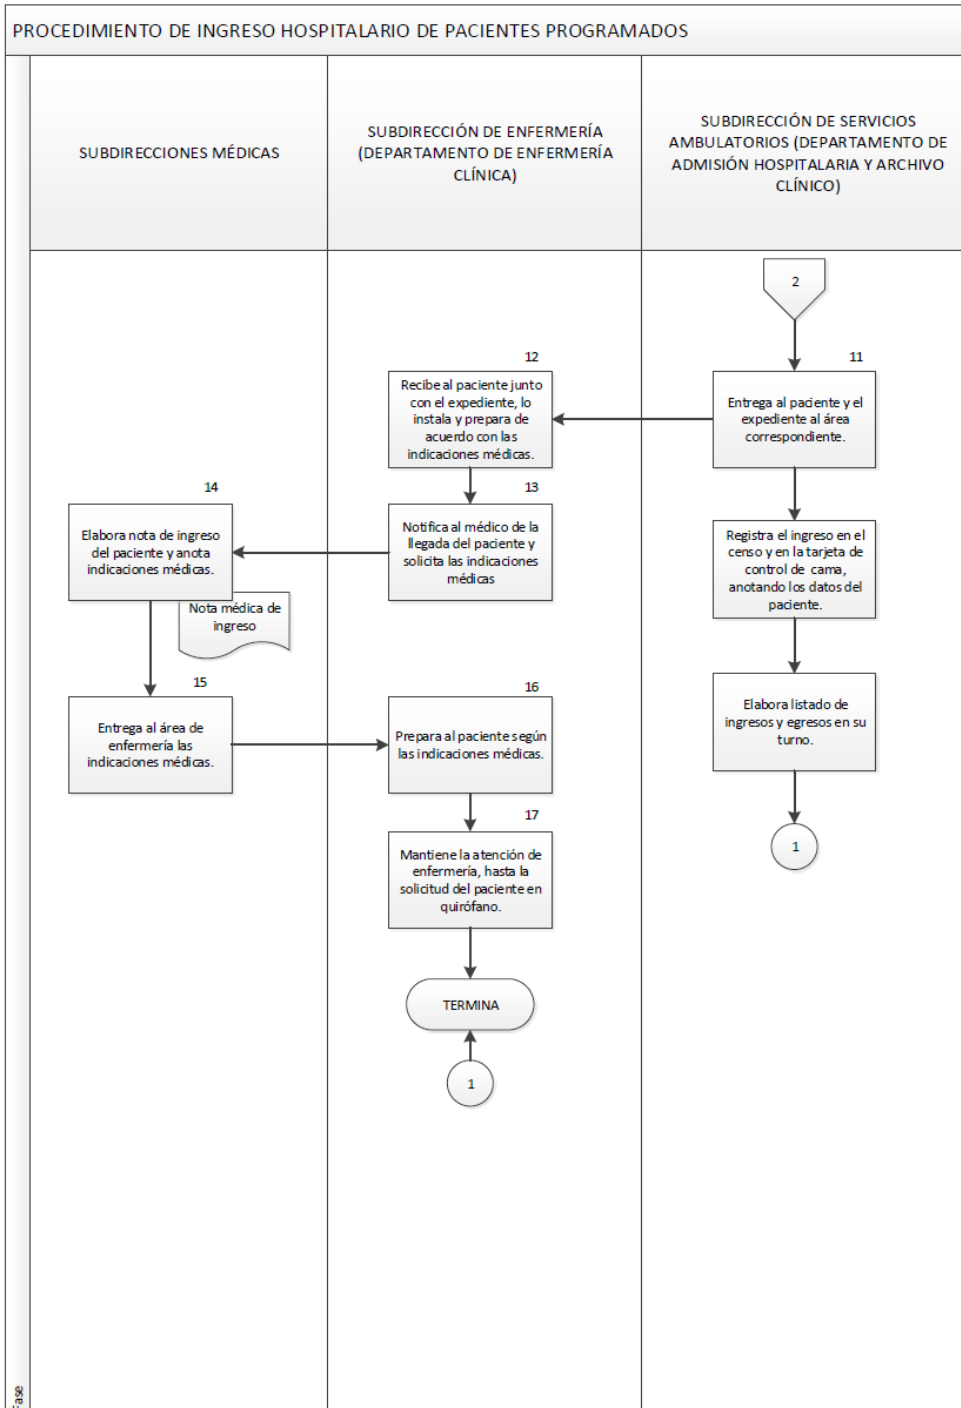 PROCEDIMIENTO DE INGRESO HOSPITALARIO DE PACIENTES PROGRAMADOS
SUBDIRECCIONES MÉDICAS
SUBDIRECCIÓN DE ENFERMERÍA
(DEPARTAMENTO DE ENFERMERÍA
CLÍNICA)
SUBDIRECCIÓN DE SERVICIOS
AMBULATORIOS (DEPARTAMENTO DE
ADMISIÓN HOSPITALARIA Y ARCHIVO
CLÍNICO)
2
11
Entrega al paciente y el
expediente al área
correspondiente.
12
Recibe al paciente junto
con el expediente, lo
instala y prepara de
acuerdo con las
indicaciones médicas.
13
Notifica al médico de la
llegada del paciente y
solicita las indicaciones
médicas
14
Elabora nota de ingreso
del paciente y anota
indicaciones médicas.
Nota médica de
ingreso
Registra el ingreso en el
censo y en la tarjeta de
control de cama,
anotando los datos del
paciente.
15
Entrega al área de
enfermería las
indicaciones médicas.
16
Prepara al paciente según
las indicaciones médicas.
Elabora listado de
ingresos y egresos en su
turno.
17
Mantiene la atención de
enfermería, hasta la
solicitud del paciente en
quirófano.
1
TERMINA
1
Fase